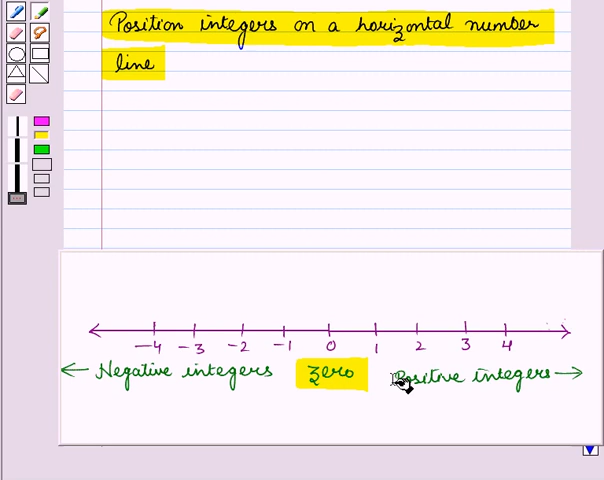 Position integers on a horizontal number
line
-4 -3 -2 -1 0 1 2 3 4
Negative integers zero Positive integers